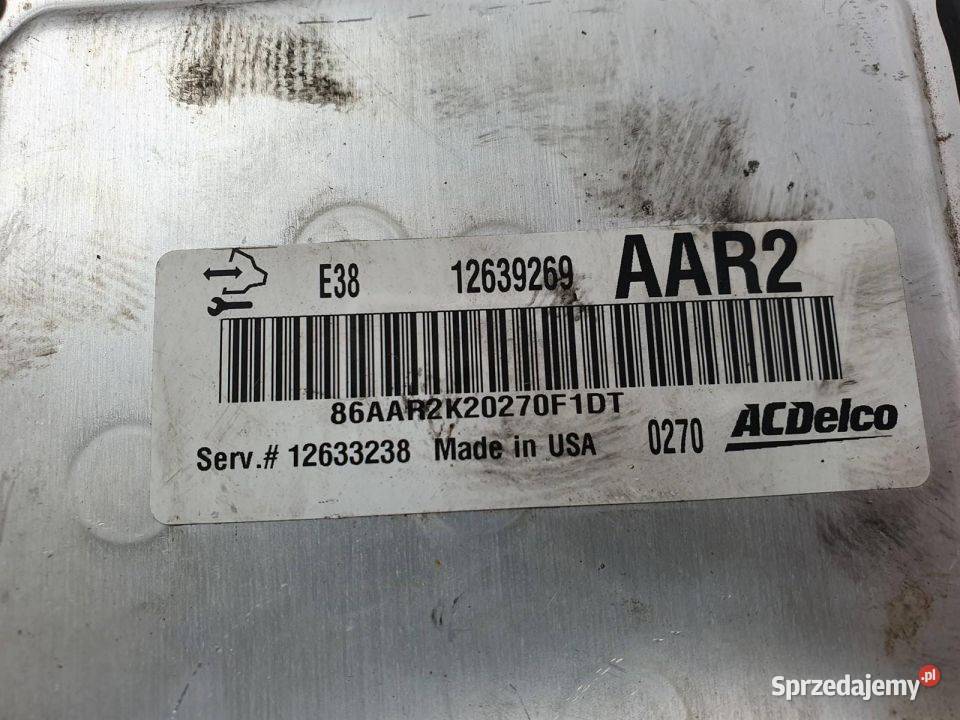 E38 12639269 AAR2
86AAR2K20270F1DT
Serv.# 12633238 Made in USA 0270 ACDelco
Sprzedajemy.pl